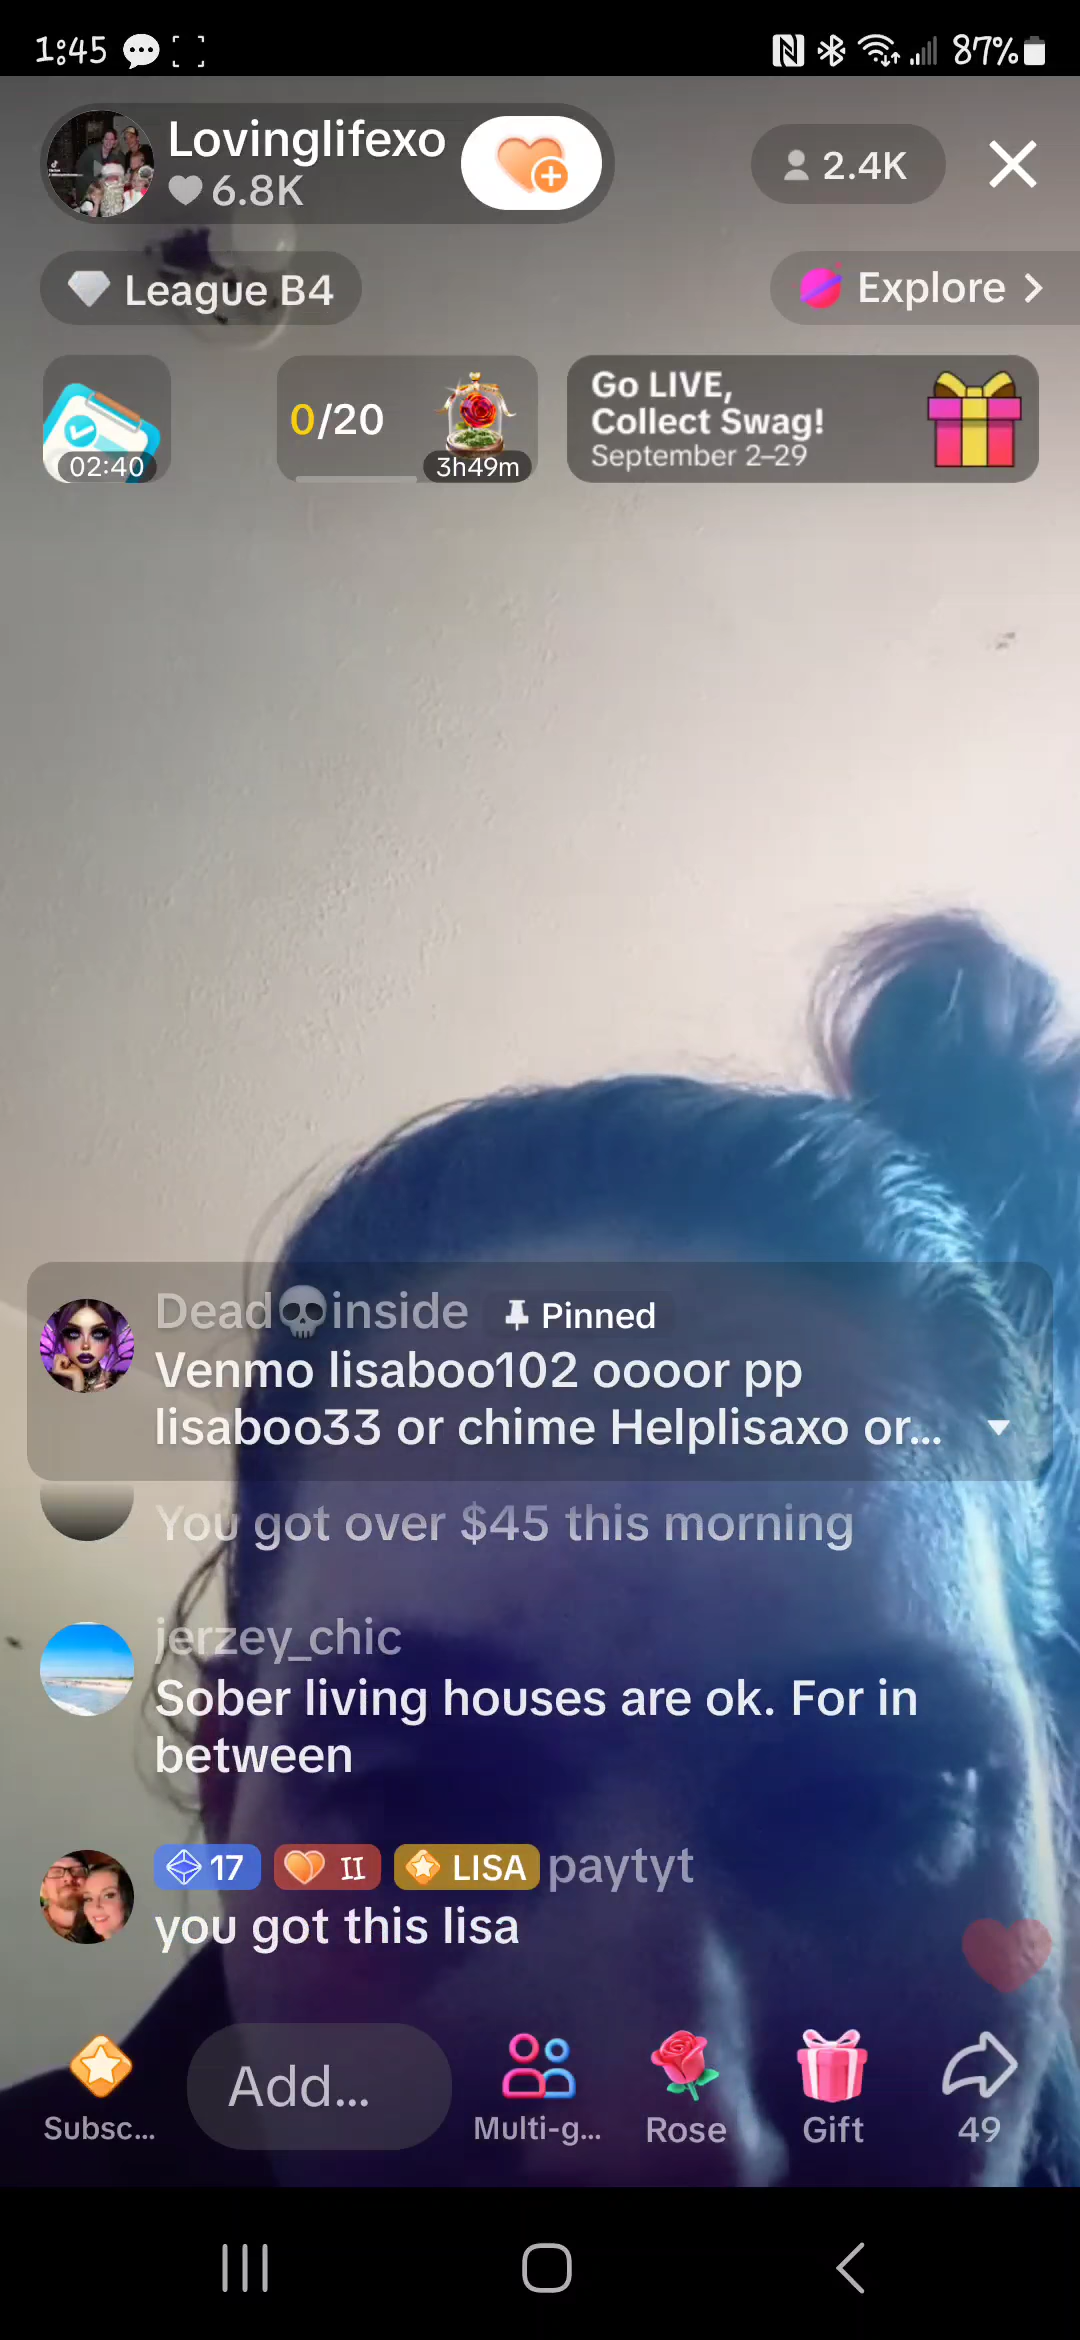 1:45
87%
Lovinglifexo
6.8K
2.4K
League B4
Explore
02:40
0/20
3h49m
Go LIVE,
Collect Swag!
September 2–29
Dead💀inside Pinned
Venmo lisaboo102 oooor pp
lisaboo33 or chime Helplisaxo or...
You got over $45 this morning
jerzey_chic
Sober living houses are ok. For in
between
17 II LISA paytyt
you got this lisa
Subsc...
Add...
Multi-g...
Rose
Gift
49